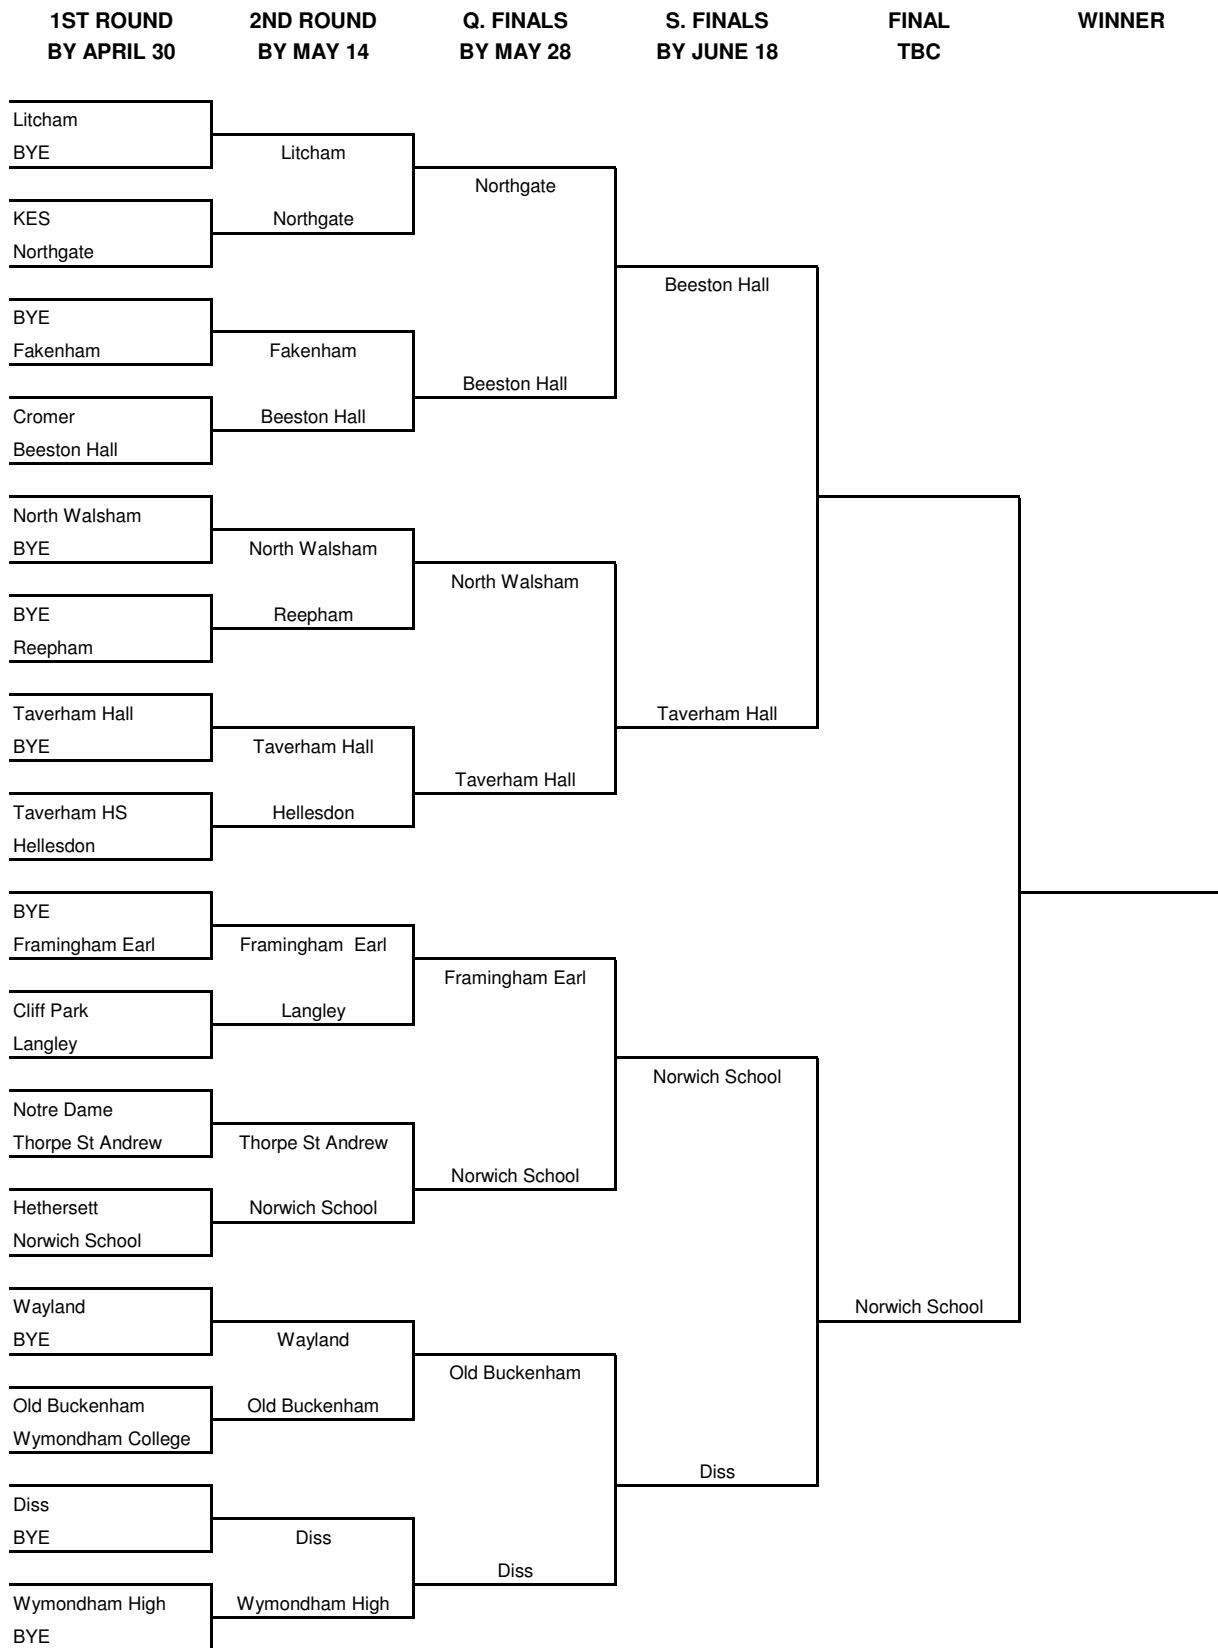 1ST ROUND 2ND ROUND Q. FINALS S. FINALS FINAL WINNER
BY APRIL 30 BY MAY 14 BY MAY 28 BY JUNE 18 TBC
Litcham
BYE Litcham
Northgate
KES Northgate
Northgate
Beeston Hall
BYE
Fakenham Fakenham
Beeston Hall
Cromer Beeston Hall
Beeston Hall
North Walsham
BYE North Walsham
North Walsham
BYE Reepham
Reepham
Taverham Hall Taverham Hall
BYE Taverham Hall
Taverham Hall
Taverham HS Hellesdon
Hellesdon
BYE
Framingham Earl Framingham  Earl
Framingham Earl
Cliff Park Langley
Langley
Norwich School
Notre Dame
Thorpe St Andrew Thorpe St Andrew
Norwich School
Hethersett Norwich School
Norwich School
Wayland Norwich School
BYE Wayland
Old Buckenham
Old Buckenham Old Buckenham
Wymondham College
Diss
Diss
BYE Diss
Diss
Wymondham High Wymondham High
BYE